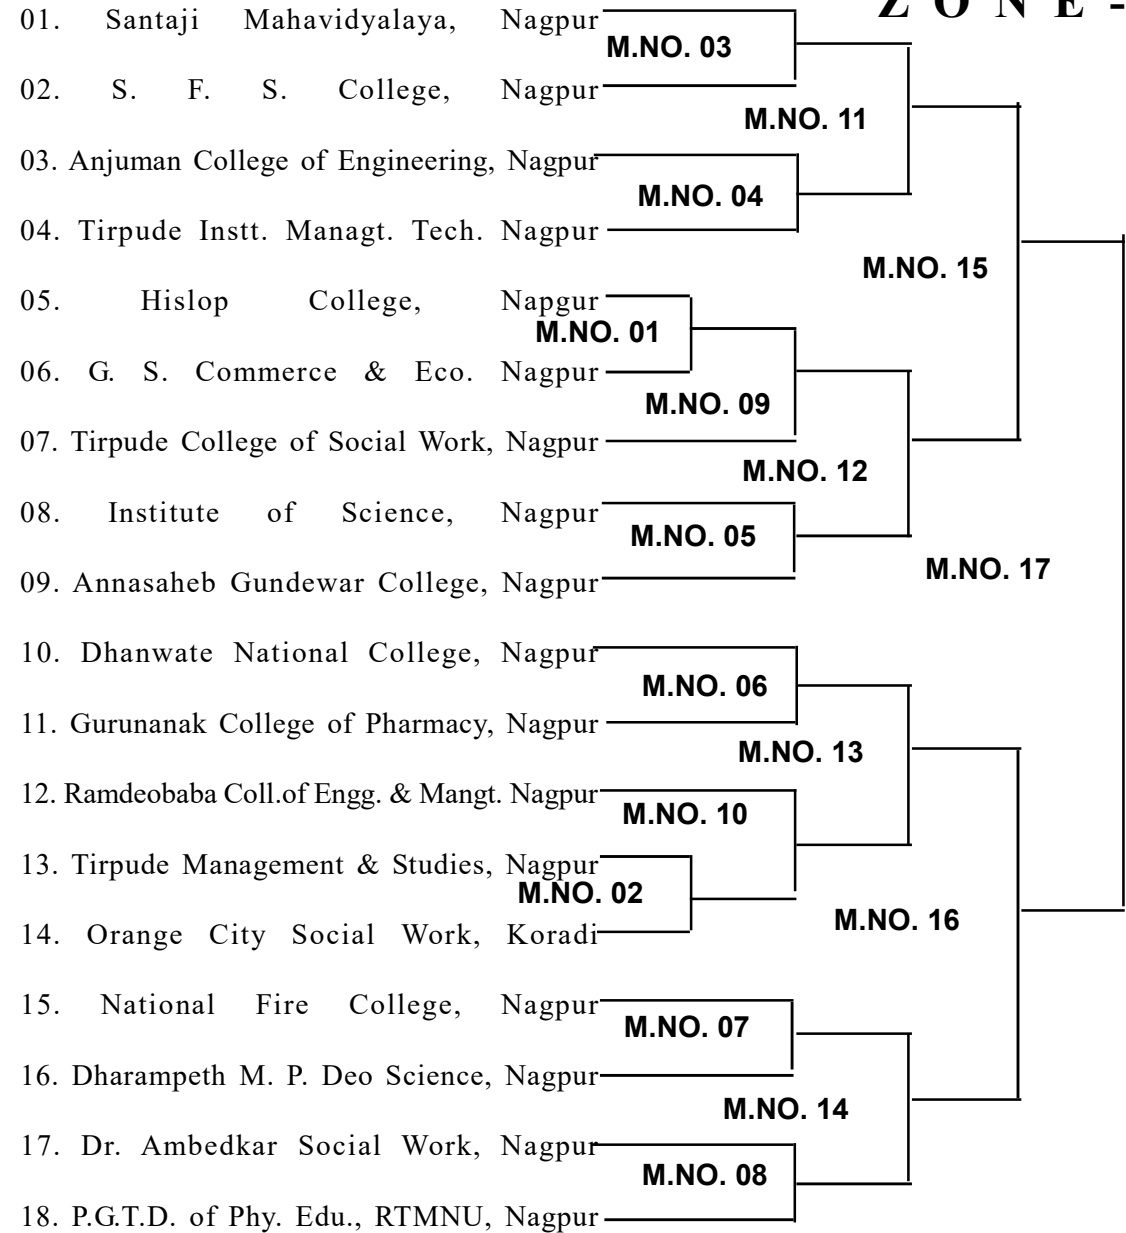 Z O N E -
01. Santaji Mahavidyalaya, Nagpur
M.NO. 03
02. S. F. S. College, Nagpur
M.NO. 11
03. Anjuman College of Engineering, Nagpur
M.NO. 04
04. Tirpude Instt. Managt. Tech. Nagpur
M.NO. 15
05. Hislop College, Napgur
M.NO. 01
06. G. S. Commerce & Eco. Nagpur
M.NO. 09
07. Tirpude College of Social Work, Nagpur
M.NO. 12
08. Institute of Science, Nagpur
M.NO. 05
M.NO. 17
09. Annasaheb Gundewar College, Nagpur
10. Dhanwate National College, Nagpur
M.NO. 06
11. Gurunanak College of Pharmacy, Nagpur
M.NO. 13
12. Ramdeobaba Coll.of Engg. & Mangt. Nagpur
M.NO. 10
13. Tirpude Management & Studies, Nagpur
M.NO. 02
M.NO. 16
14. Orange City Social Work, Koradi
15. National Fire College, Nagpur
M.NO. 07
16. Dharampeth M. P. Deo Science, Nagpur
M.NO. 14
17. Dr. Ambedkar Social Work, Nagpur
M.NO. 08
18. P.G.T.D. of Phy. Edu., RTMNU, Nagpur